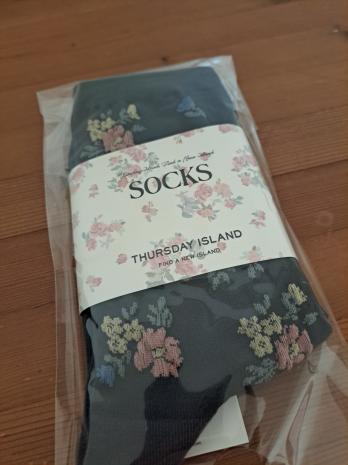 SOCKS
THURSDAY ISLAND
FIND A NEW ISLAND